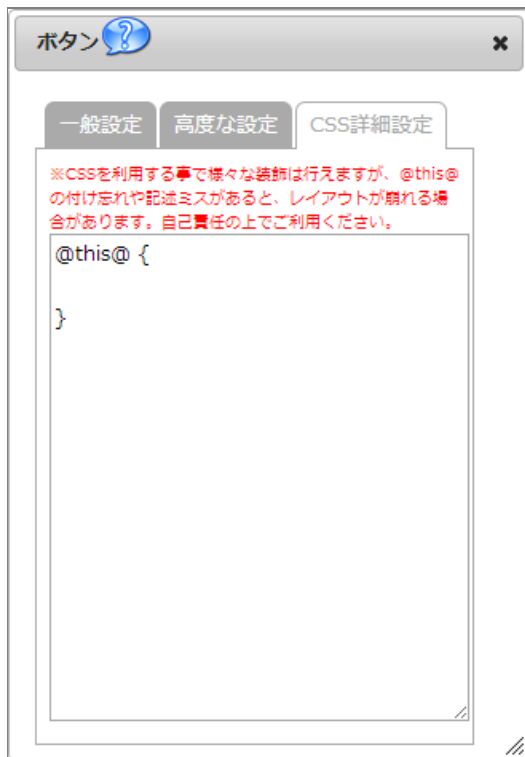 ボタン
一般設定 高度な設定 CSS詳細設定
※CSSを利用する事で様々な装飾は行えますが、@this@
の付け忘れや記述ミスがあると、レイアウトが崩れる場
合があります。自己責任の上でご利用ください。
@this@ {
}